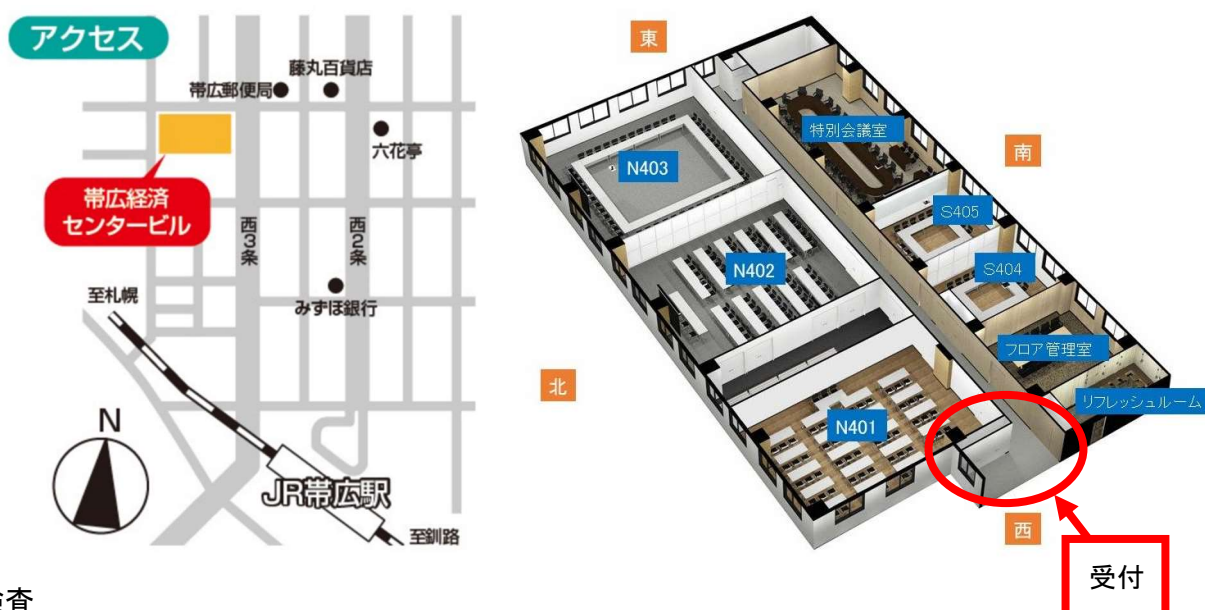 アクセス
藤丸百貨店
帯広郵便局
六花亭
帯広経済
センタービル
西3条
西2条
みずほ銀行
至札幌
N
JR帯広駅
至釧路
東
特別会議室
南
N403
S405
N402
S404
フロア管理室
北
リフレッシュルーム
N401
西
受付
検査